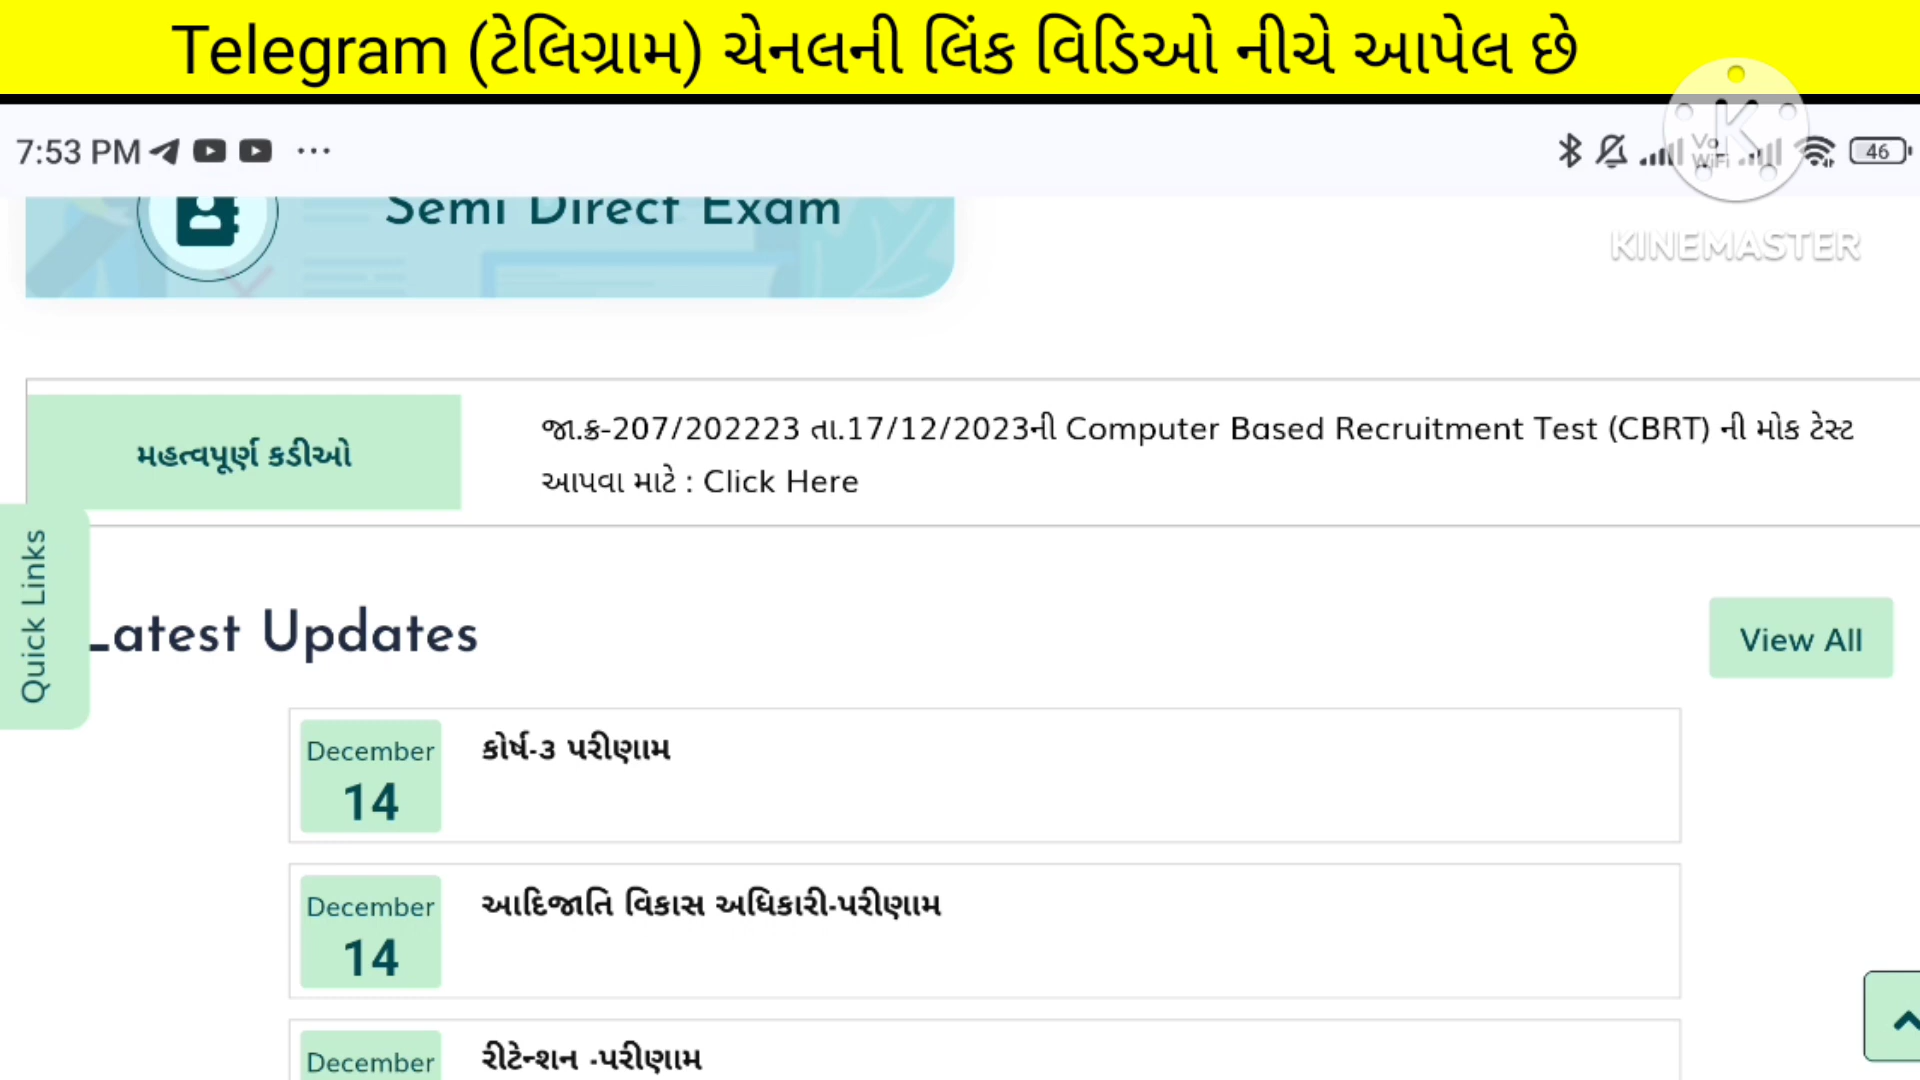 Telegram (ટેલિગ્રામ) ચેનલની લિંક વિડિઓ નીચે આપેલ છે
7:53 PM
Vo
WiFi
46
K
KINEMASTER
Semi Direct Exam
મહત્વપૂર્ણ કડીઓ
જા.ક્ર-207/202223 તા.17/12/2023ની Computer Based Recruitment Test (CBRT) ની મોક ટેસ્ટ
આપવા માટે : Click Here
Quick Links
Latest Updates
View All
December
14
કોર્ષ-૩ પરીણામ
December
14
આદિજાતિ વિકાસ અધિકારી-પરીણામ
December
રીટેન્શન -પરીણામ